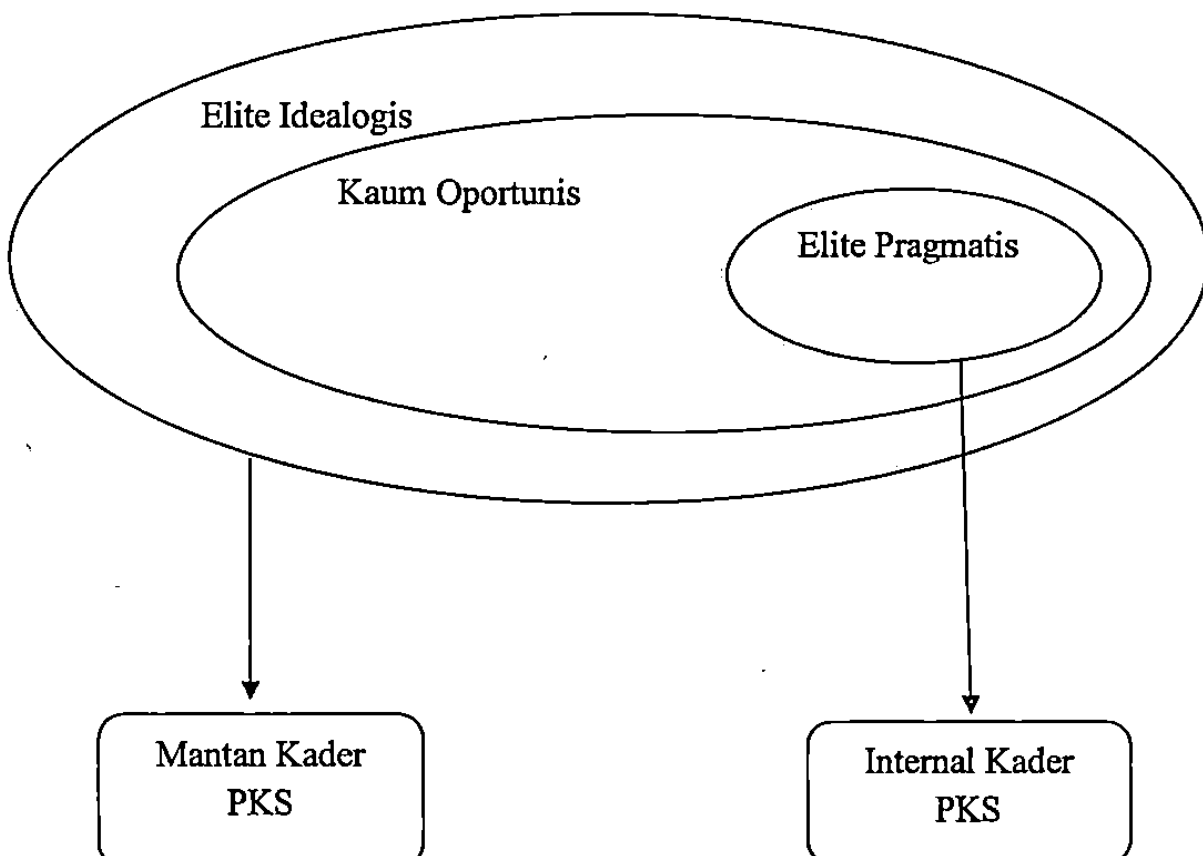 Elite Idealogis
Kaum Oportunis
Elite Pragmatis
Mantan Kader
PKS
Internal Kader
PKS